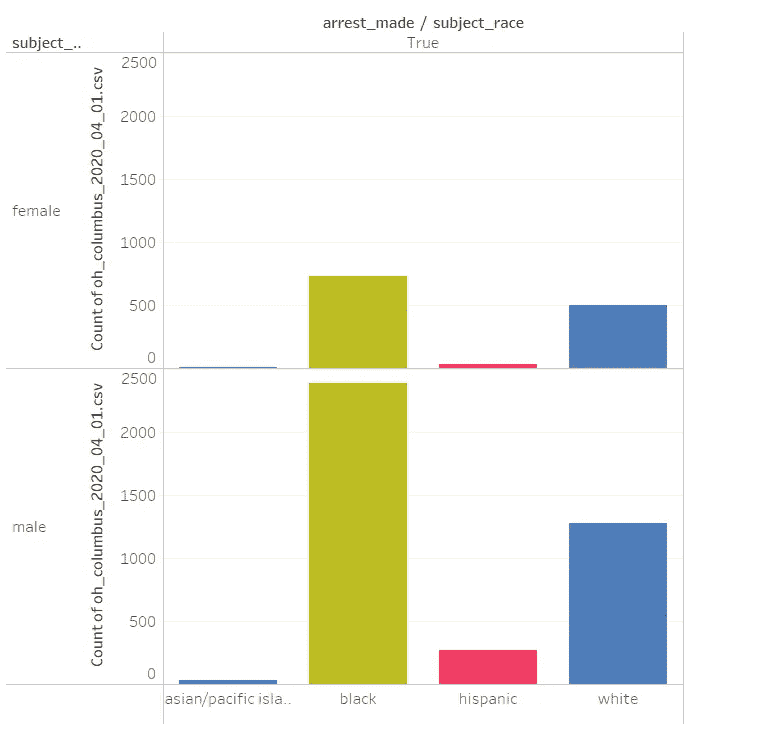 arrest_made / subject_race
subject_..
True
Count of oh_columbus_2020_04_01.csv
2500
2000
1500
1000
500
0
female
Count of oh_columbus_2020_04_01.csv
2500
2000
1500
1000
500
0
male
asian/pacific isla..
black
hispanic
white